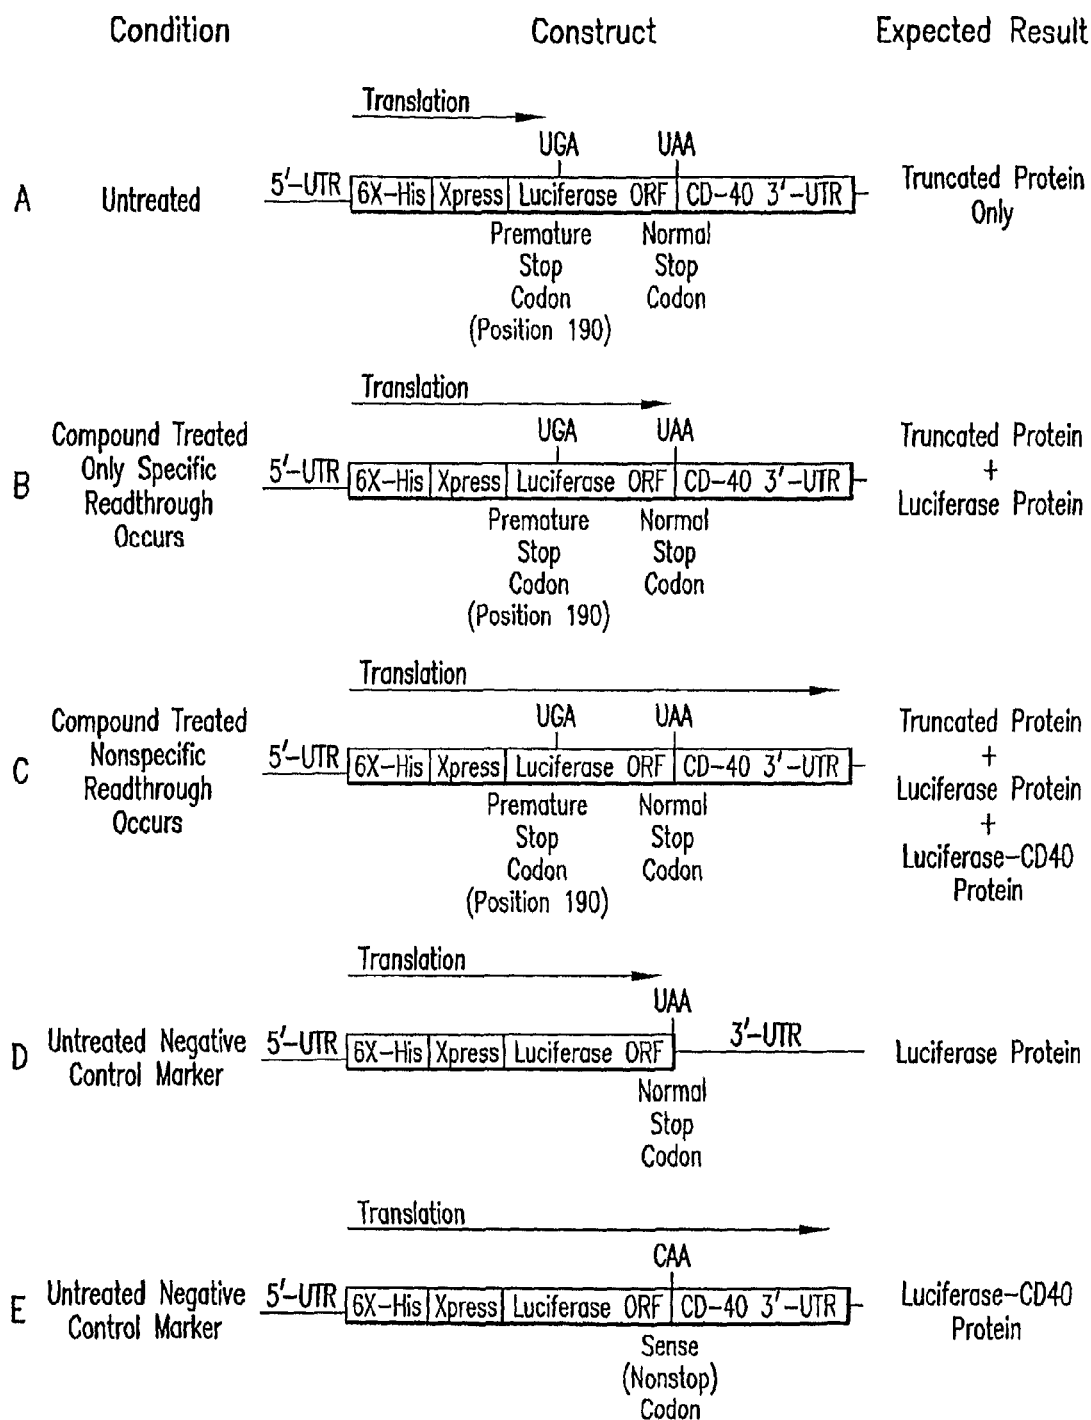 Condition
Construct
Expected Result
A
Untreated
Translation
UGA
UAA
5'-UTR
6X-His
Xpress
Luciferase ORF
CD-40 3'-UTR
Premature
Stop
Codon
(Position 190)
Normal
Stop
Codon
Truncated Protein
Only
B
Compound Treated
Only Specific
Readthrough
Occurs
Translation
UGA
UAA
5'-UTR
6X-His
Xpress
Luciferase ORF
CD-40 3'-UTR
Premature
Stop
Codon
(Position 190)
Normal
Stop
Codon
Truncated Protein
+
Luciferase Protein
C
Compound Treated
Nonspecific
Readthrough
Occurs
Translation
UGA
UAA
5'-UTR
6X-His
Xpress
Luciferase ORF
CD-40 3'-UTR
Premature
Stop
Codon
(Position 190)
Normal
Stop
Codon
Truncated Protein
+
Luciferase Protein
+
Luciferase-CD40
Protein
D
Untreated Negative
Control Marker
Translation
UAA
5'-UTR
6X-His
Xpress
Luciferase ORF
3'-UTR
Normal
Stop
Codon
Luciferase Protein
E
Untreated Negative
Control Marker
Translation
CAA
5'-UTR
6X-His
Xpress
Luciferase ORF
CD-40 3'-UTR
Sense
(Nonstop)
Codon
Luciferase-CD40
Protein